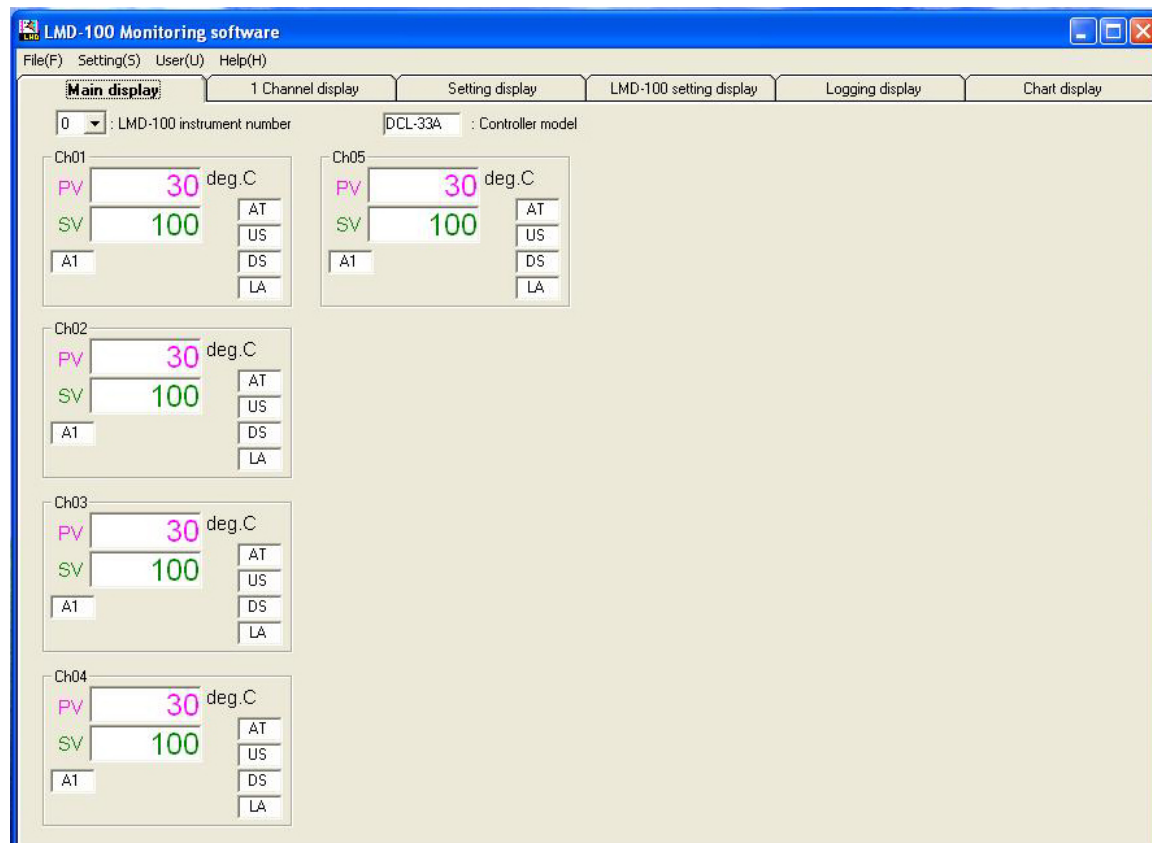 LMD-100 Monitoring software
File(F) Setting(S) User(U) Help(H)
Main display 1 Channel display Setting display LMD-100 setting display Logging display Chart display
0 : LMD-100 instrument number DCL-33A : Controller model
Ch01
PV 30 deg.C
SV 100
AT
US
A1 DS
LA
Ch05
PV 30 deg.C
SV 100
AT
US
A1 DS
LA
Ch02
PV 30 deg.C
SV 100
AT
US
A1 DS
LA
Ch03
PV 30 deg.C
SV 100
AT
US
A1 DS
LA
Ch04
PV 30 deg.C
SV 100
AT
US
A1 DS
LA